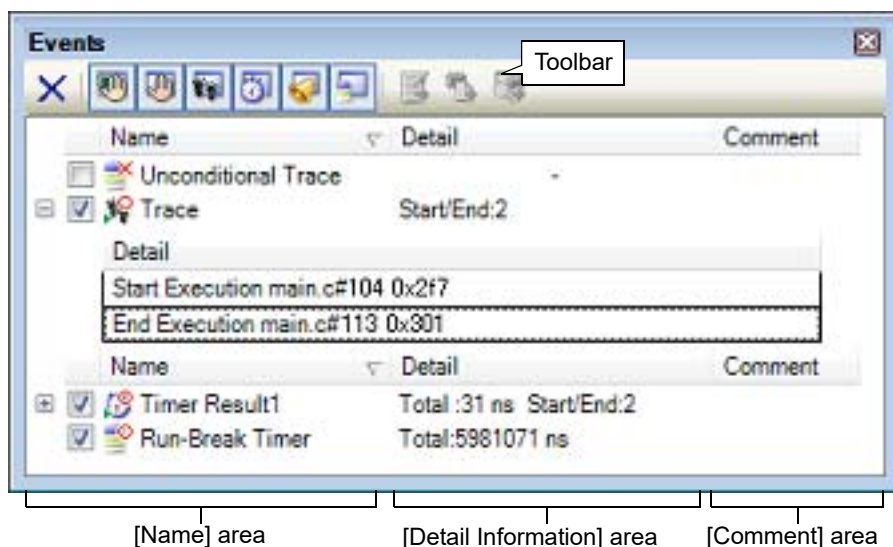 Events
Toolbar
Name Detail Comment
Unconditional Trace -
Trace Start/End:2
Detail
Start Execution main.c#104 0x2f7
End Execution main.c#113 0x301
Name Detail Comment
Timer Result1 Total :31 ns Start/End:2
Run-Break Timer Total:5981071 ns
[Name] area [Detail Information] area [Comment] area